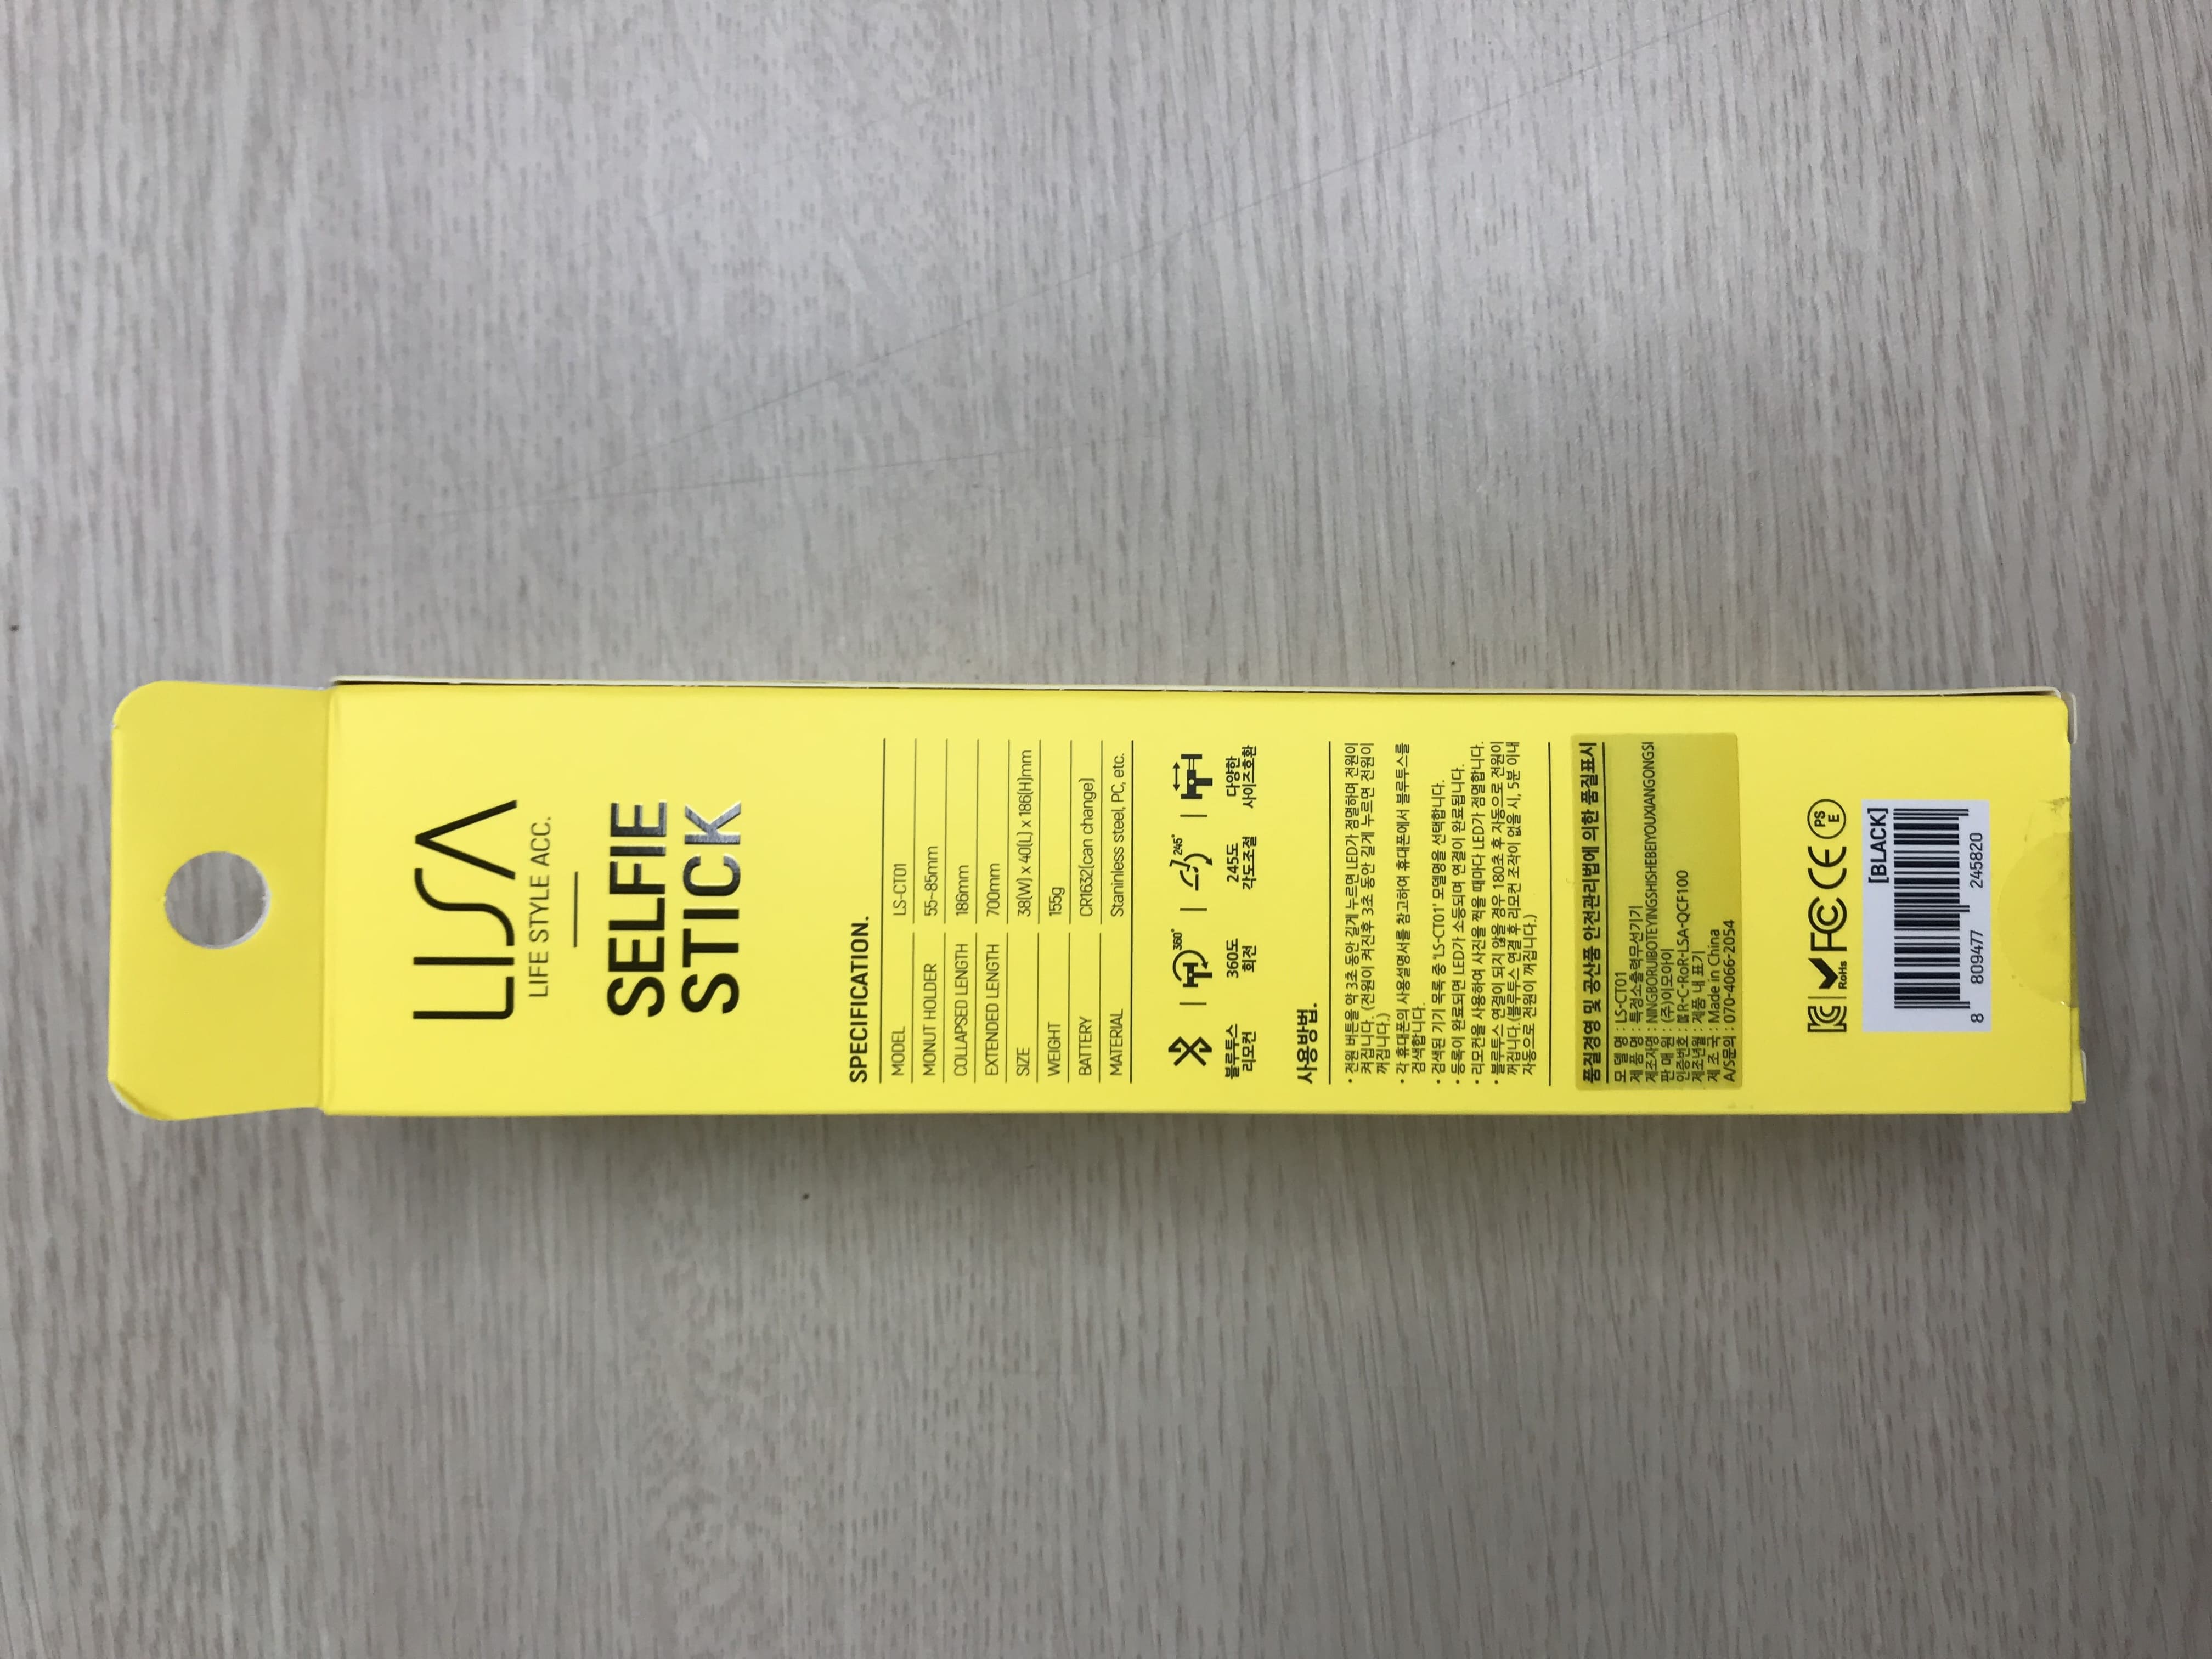 LISA
LIFE STYLE ACC.
SELFIE
STICK
SPECIFICATION.
MODEL LS-CT01
MONUT HOLDER 55~85mm
COLLAPSED LENGTH 186mm
EXTENDED LENGTH 700mm
SIZE 38(W) x 40(L) x 186(H)mm
WEIGHT 155g
BATTERY CR1632(can change)
MATERIAL Staninless steel, PC, etc.
360° 245°
블루투스 360도 245도 다양한
리모컨 회전 각도조절 사이즈호환
사용방법.
• 전원 버튼을 약 3초 동안 길게 누르면 LED가 점멸하며 전원이
켜집니다. (전원이 켜진후 3초 동안 길게 누르면 전원이
꺼집니다.)
• 각 휴대폰의 사용설명서를 참고하여 휴대폰에서 블루투스를
검색합니다.
• 검색된 기기 목록 중 'LS-CT01' 모델명을 선택합니다.
• 등록이 완료되면 LED가 소등되며 연결이 완료됩니다.
• 리모컨을 사용하여 사진을 찍을 때마다 LED가 점멸합니다.
• 블루투스 연결이 되지 않을 경우 180초 후 자동으로 전원이
꺼집니다.(블루투스 연결 후 리모컨 조작이 없을 시, 5분 이내
자동으로 전원이 꺼집니다.)
품질경영 및 공산품 안전관리법에 의한 품질표시
모 델 명 : LS-CT01
제 품 명 : 특정소출력무선기기
제조자명 : NINGBORUIBOTEYINGSHISHEBEIYOUXIANGONGSI
판 매 원 : (주)이모아이
인증번호 : R-C-RoR-LSA-QCF100
제조년월 : 제품 내 표기
제 조 국 : Made in China
A/S문의 : 070-4066-2054
KC RoHs FC CE PS E
[BLACK]
8 809477 245820